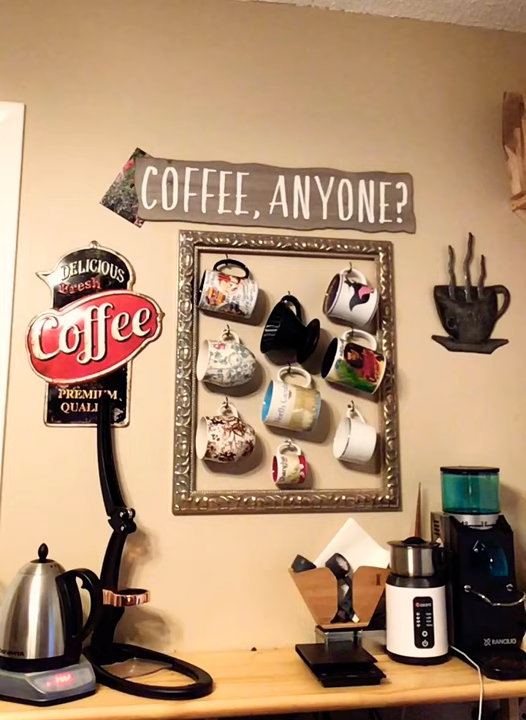 COFFEE, ANYONE?
DELICIOUS
Fresh
Coffee
PREMIUM
QUALI
RANCILIO